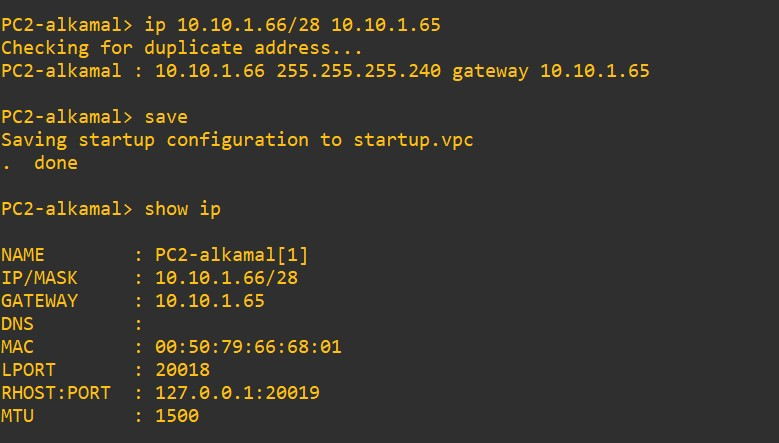 PC2-alkamal> ip 10.10.1.66/28 10.10.1.65
Checking for duplicate address...
PC2-alkamal : 10.10.1.66 255.255.255.240 gateway 10.10.1.65
PC2-alkamal> save
Saving startup configuration to startup.vpc
.  done
PC2-alkamal> show ip
NAME        : PC2-alkamal[1]
IP/MASK     : 10.10.1.66/28
GATEWAY     : 10.10.1.65
DNS         :
MAC         : 00:50:79:66:68:01
LPORT       : 20018
RHOST:PORT  : 127.0.0.1:20019
MTU         : 1500